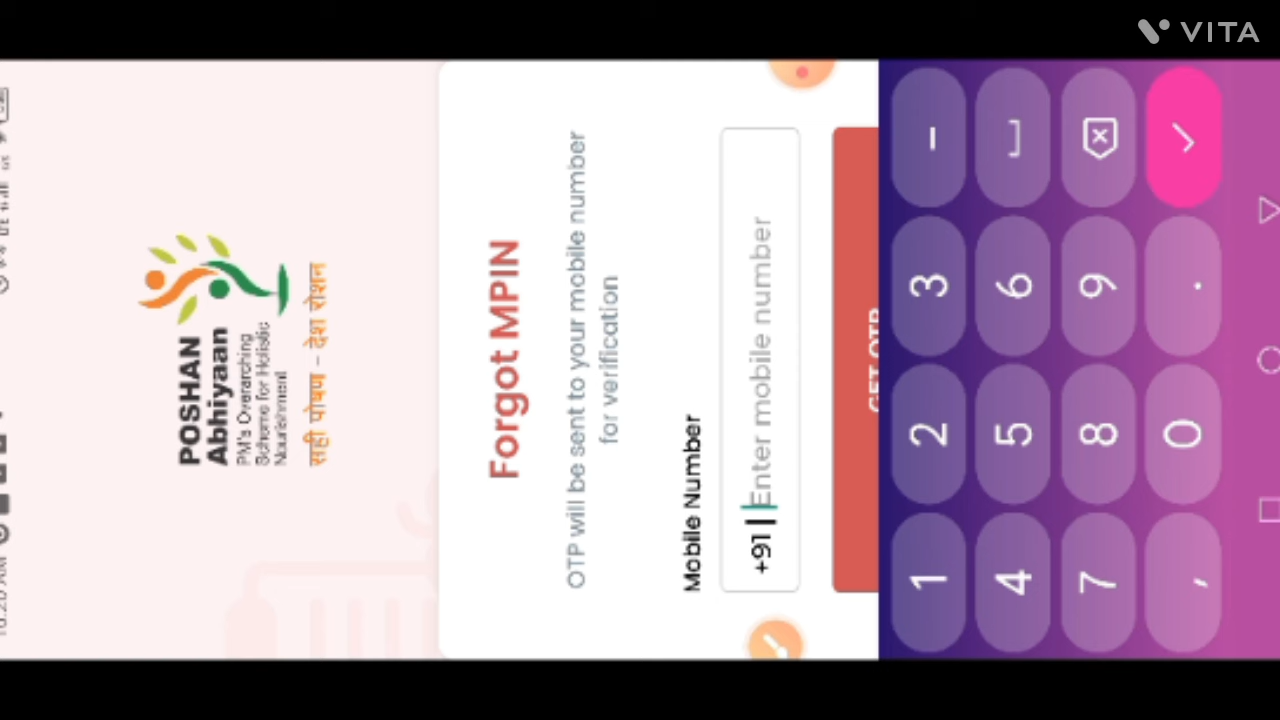 VITA
POSHAN
Abhiyaan
PM's Overarching
Scheme for Holistic
Nourishment
सही पोषण - देश रोशन
Forgot MPIN
OTP will be sent to your mobile number
for verification
Mobile Number
+91 | Enter mobile number
GET OTP
1 2 3 -
4 5 6
7 8 9
, 0 .